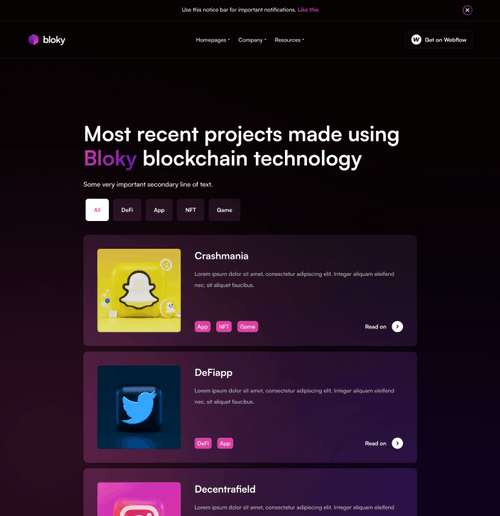 Use this notice bar for important notifications. Like this
bloky
Homepages
Company
Resources
Get on Webflow
Most recent projects made using
Bloky blockchain technology
Some very important secondary line of text.
All
DeFi
App
NFT
Game
Crashmania
Lorem ipsum dolor sit amet, consectetur adipiscing elit. Integer aliquam eleifend
nec, sit aliquet faucibus.
App
NFT
Game
Read on
DeFiapp
Lorem ipsum dolor sit amet, consectetur adipiscing elit. Integer aliquam eleifend
nec, sit aliquet faucibus.
DeFi
App
Read on
Decentrafield
Lorem ipsum dolor sit amet, consectetur adipiscing elit. Integer aliquam eleifend
nec, sit aliquet faucibus.